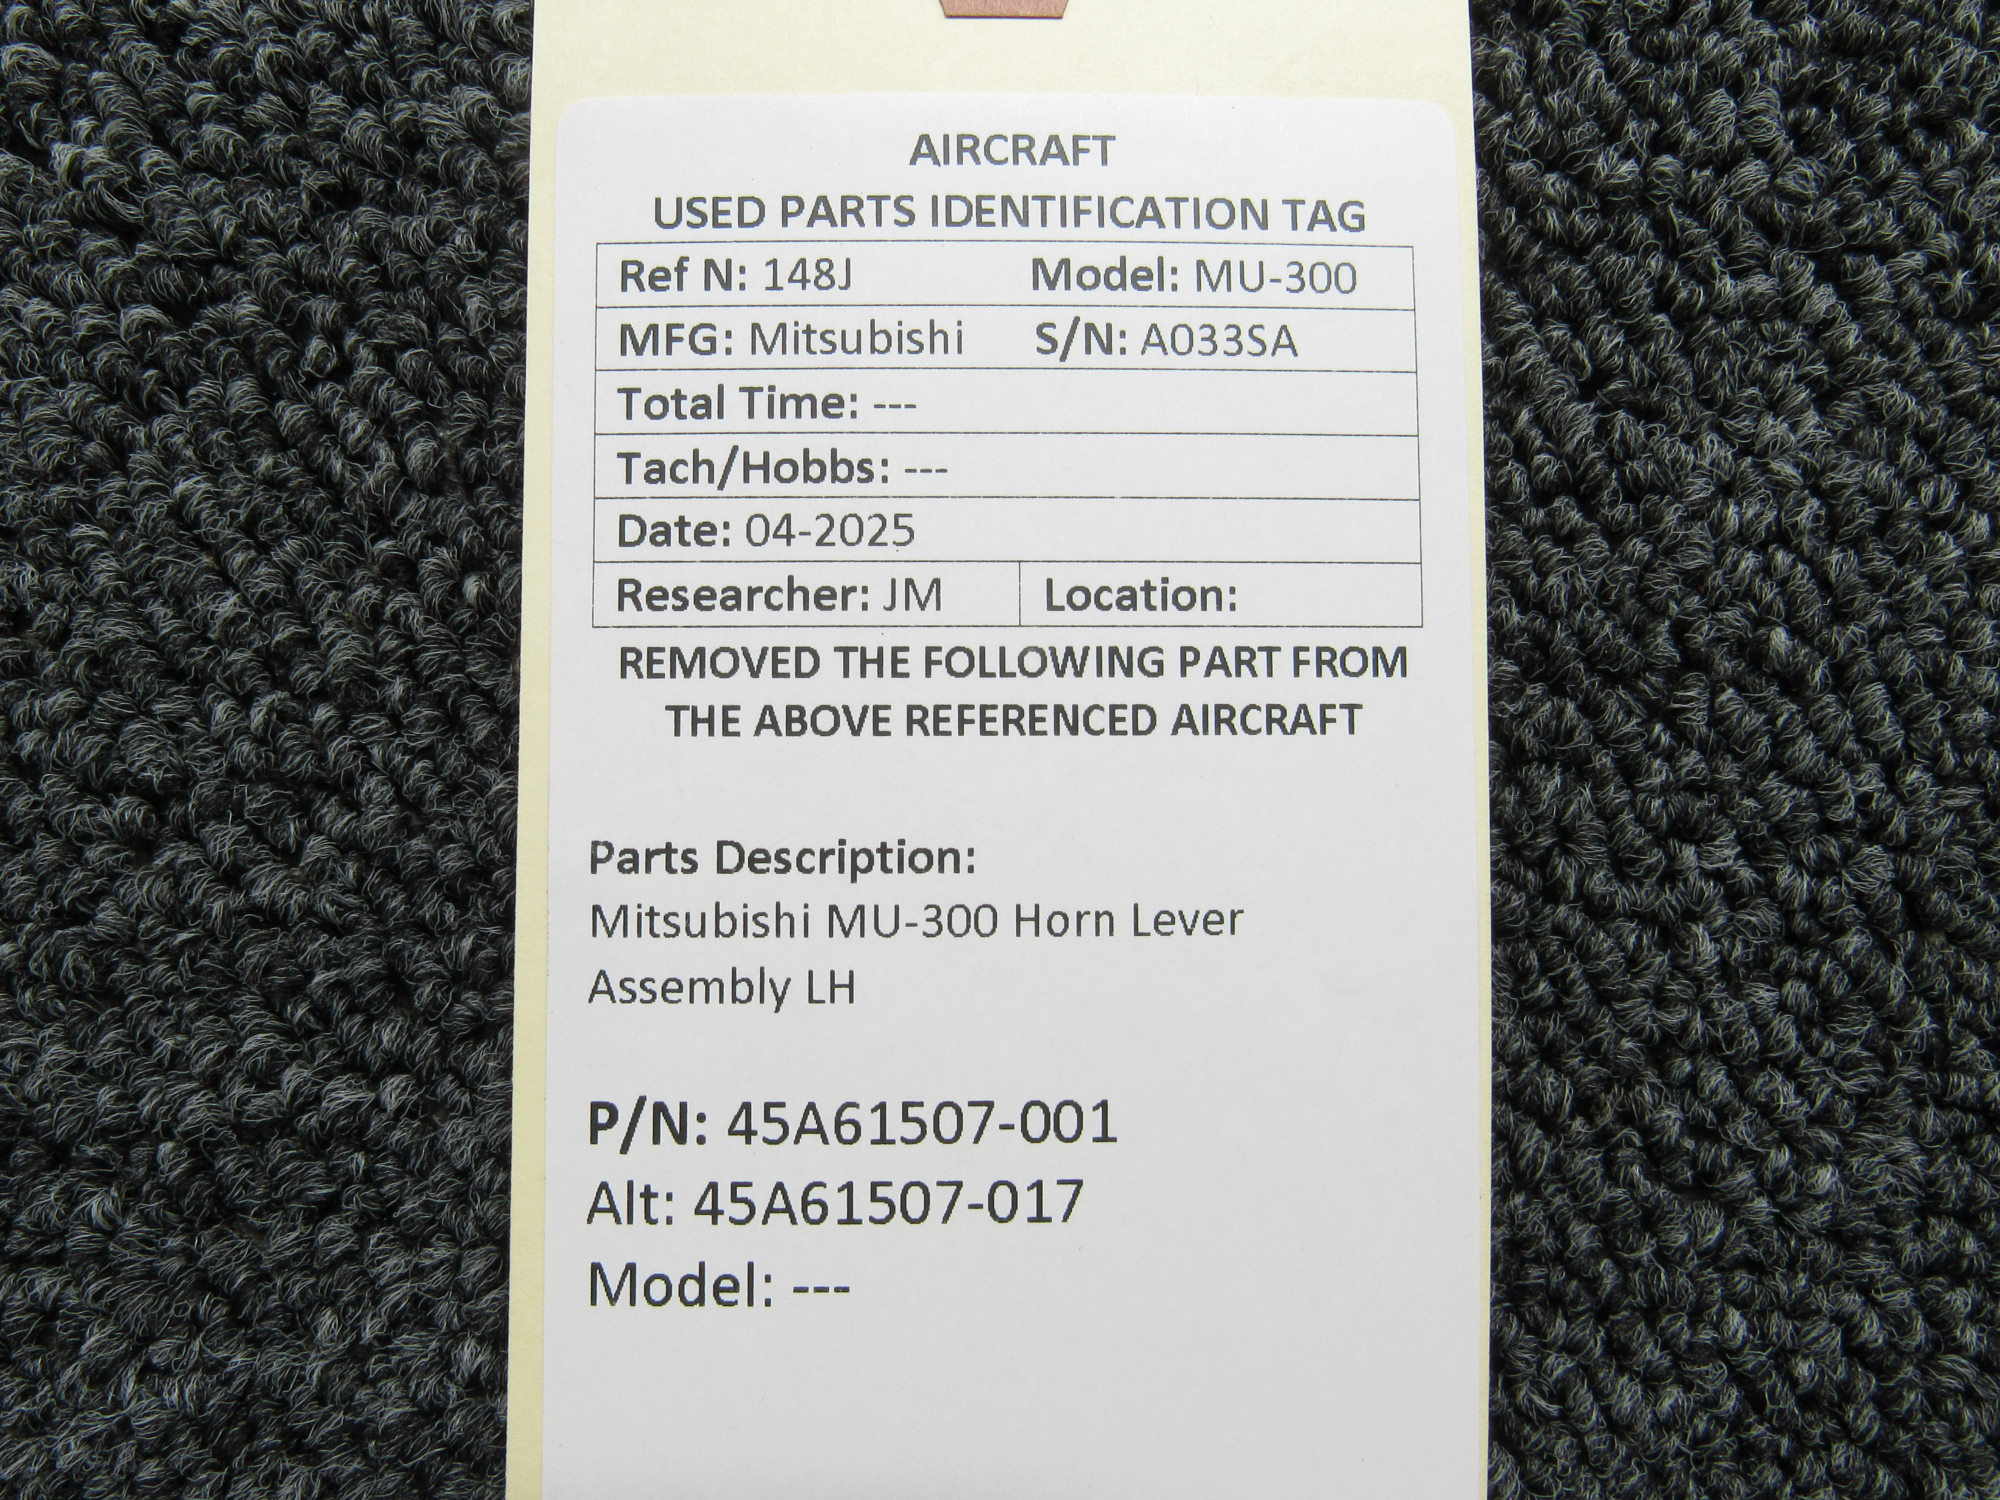 AIRCRAFT
USED PARTS IDENTIFICATION TAG
Ref N: 148J Model: MU-300
MFG: Mitsubishi S/N: A033SA
Total Time: ---
Tach/Hobbs: ---
Date: 04-2025
Researcher: JM Location:
REMOVED THE FOLLOWING PART FROM
THE ABOVE REFERENCED AIRCRAFT
Parts Description:
Mitsubishi MU-300 Horn Lever
Assembly LH
P/N: 45A61507-001
Alt: 45A61507-017
Model: ---